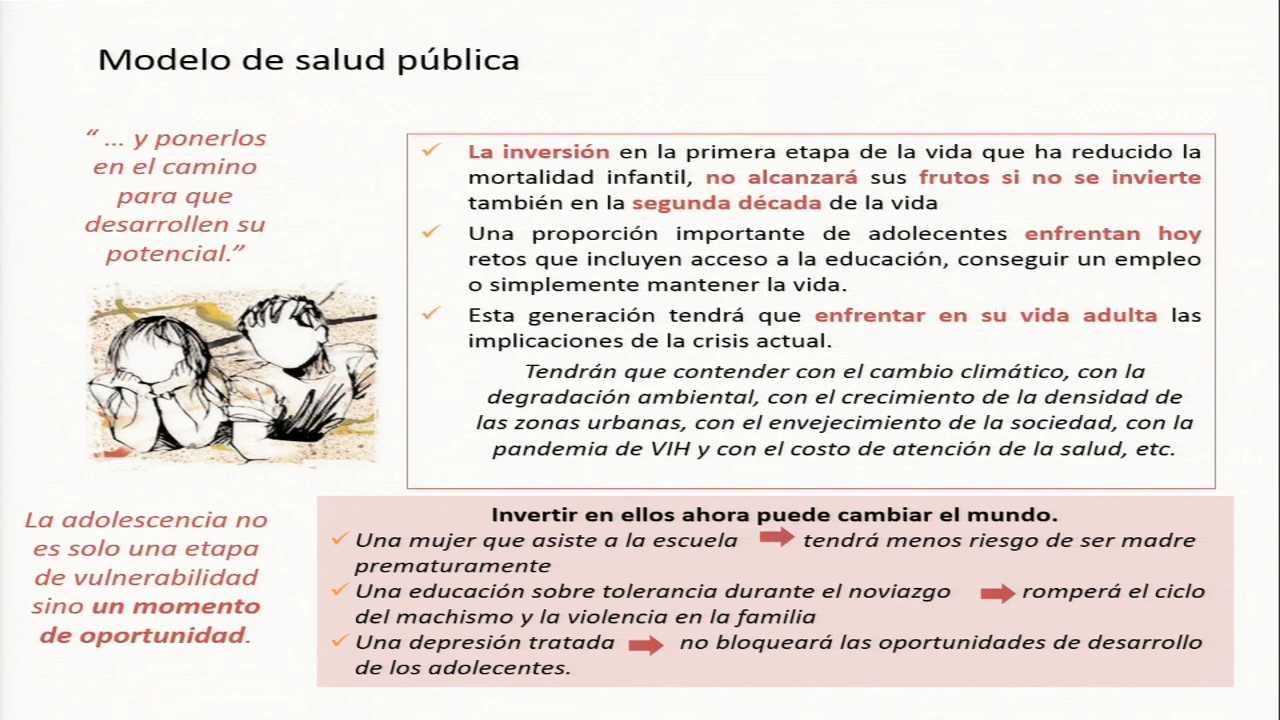 Modelo de salud pública
“ ... y ponerlos
en el camino
para que
desarrollen su
potencial.”
✓ La inversión en la primera etapa de la vida que ha reducido la
mortalidad infantil, no alcanzará sus frutos si no se invierte
también en la segunda década de la vida
✓ Una proporción importante de adolecentes enfrentan hoy
retos que incluyen acceso a la educación, conseguir un empleo
o simplemente mantener la vida.
✓ Esta generación tendrá que enfrentar en su vida adulta las
implicaciones de la crisis actual.
Tendrán que contender con el cambio climático, con la
degradación ambiental, con el crecimiento de la densidad de
las zonas urbanas, con el envejecimiento de la sociedad, con la
pandemia de VIH y con el costo de atención de la salud, etc.
La adolescencia no
es solo una etapa
de vulnerabilidad
sino un momento
de oportunidad.
Invertir en ellos ahora puede cambiar el mundo.
✓ Una mujer que asiste a la escuela → tendrá menos riesgo de ser madre
prematuramente
✓ Una educación sobre tolerancia durante el noviazgo → romperá el ciclo
del machismo y la violencia en la familia
✓ Una depresión tratada → no bloqueará las oportunidades de desarrollo
de los adolecentes.